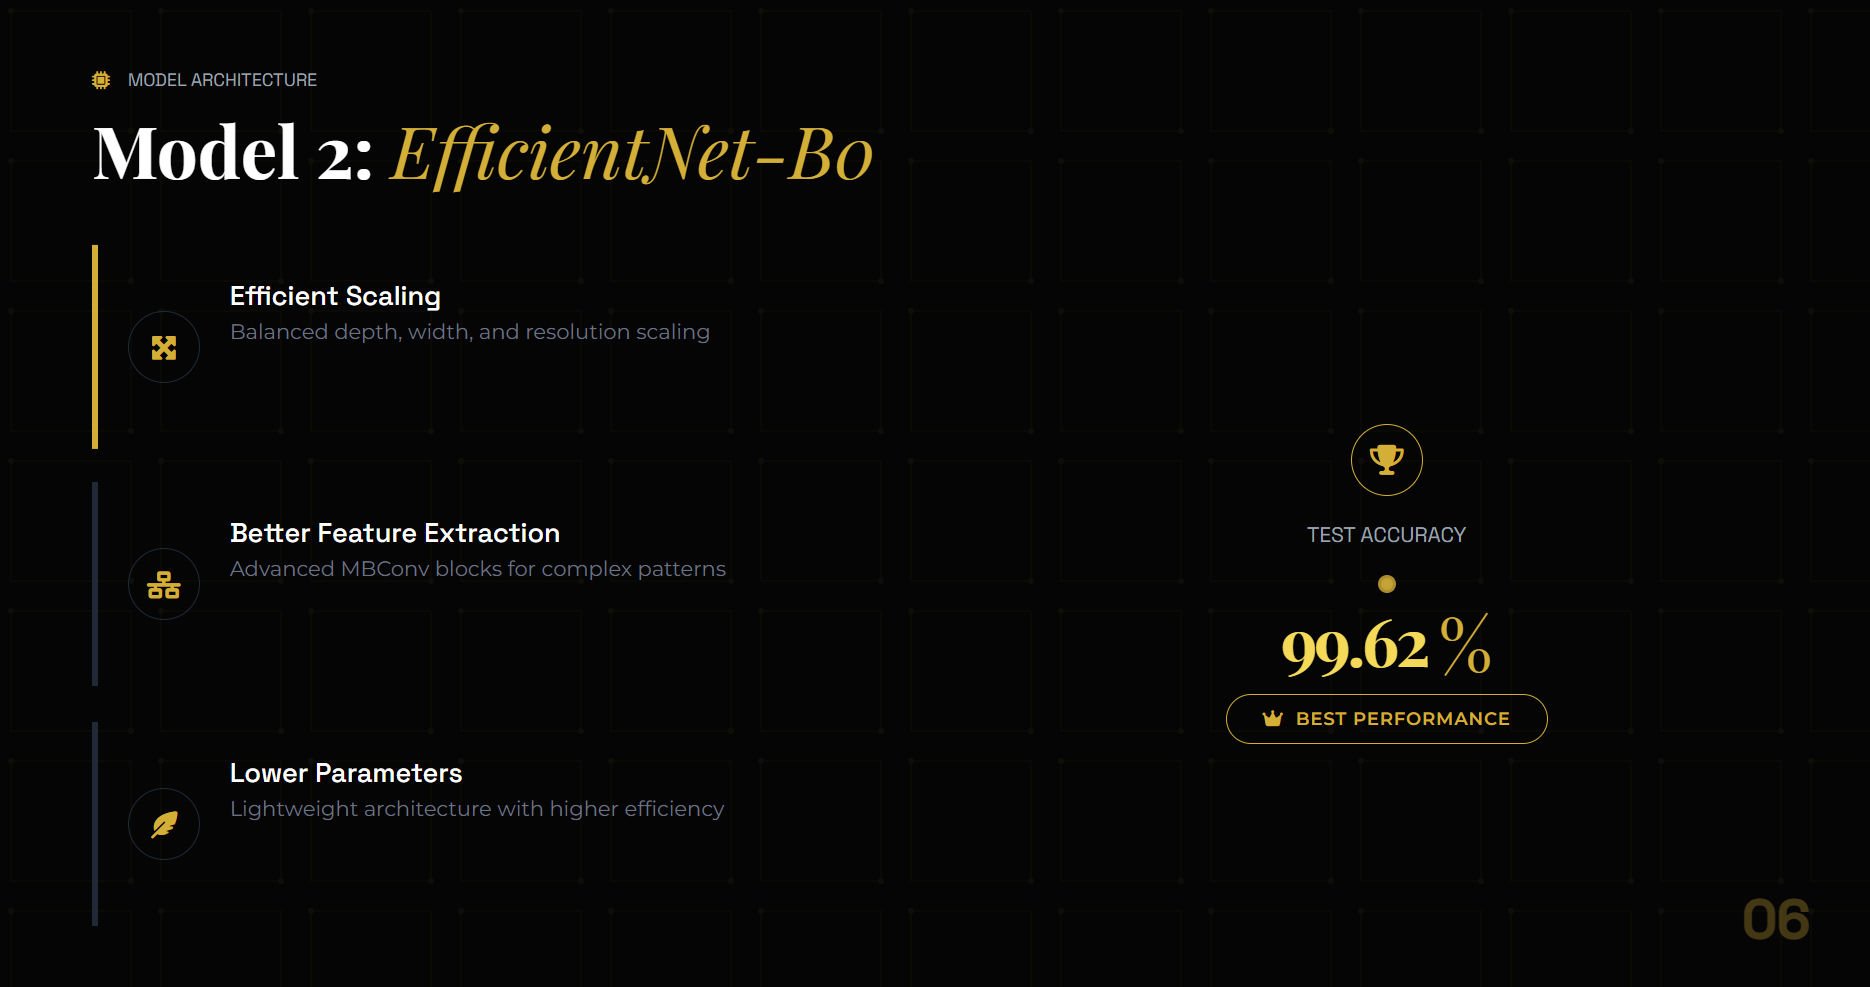 MODEL ARCHITECTURE
Model 2: EfficientNet-B0
Efficient Scaling
Balanced depth, width, and resolution scaling
Better Feature Extraction
Advanced MBConv blocks for complex patterns
Lower Parameters
Lightweight architecture with higher efficiency
TEST ACCURACY
99.62%
BEST PERFORMANCE
06